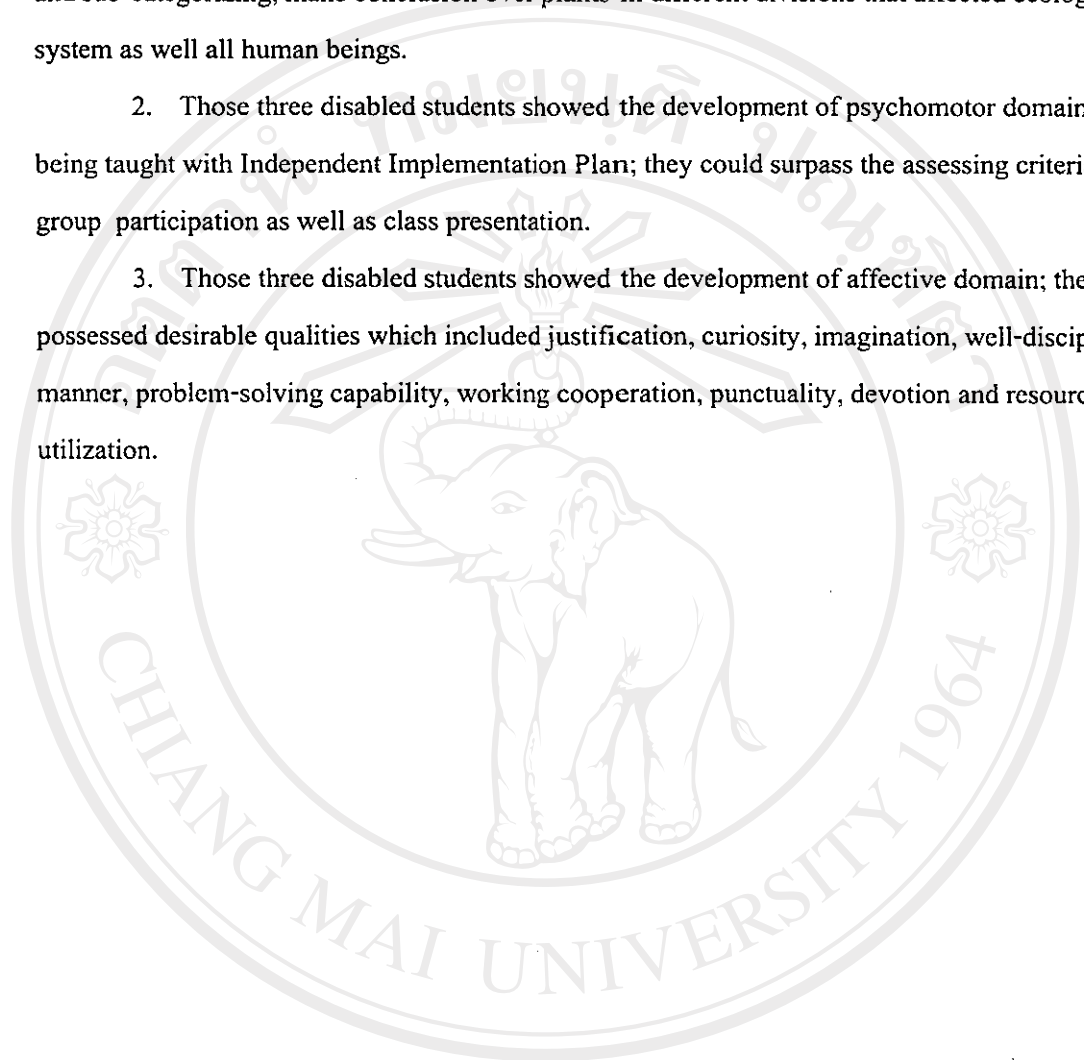 system as well all human beings.
2. Those three disabled students showed the development of psychomotor domain
being taught with Independent Implementation Plan; they could surpass the assessing criteri
group participation as well as class presentation.
3. Those three disabled students showed the development of affective domain; the
possessed desirable qualities which included justification, curiosity, imagination, well-discip
manner, problem-solving capability, working cooperation, punctuality, devotion and resourc
utilization.
CHIANG MAI UNIVERSITY 1964